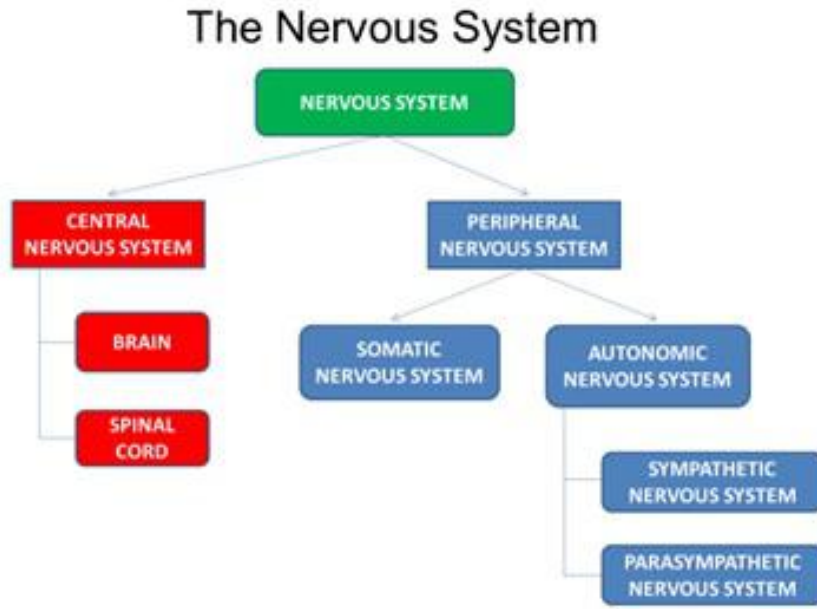 The Nervous System
NERVOUS SYSTEM
CENTRAL
NERVOUS SYSTEM
PERIPHERAL
NERVOUS SYSTEM
BRAIN
SPINAL
CORD
SOMATIC
NERVOUS SYSTEM
AUTONOMIC
NERVOUS SYSTEM
SYMPATHETIC
NERVOUS SYSTEM
PARASYMPATHETIC
NERVOUS SYSTEM